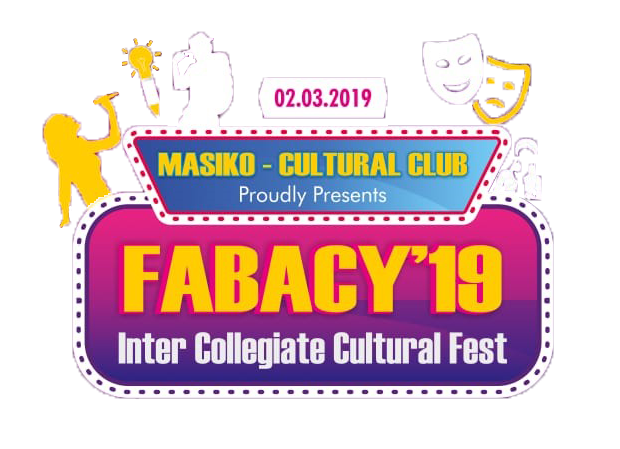 02.03.2019
MASIKO - CULTURAL CLUB
Proudly Presents
FABACY'19
Inter Collegiate Cultural Fest